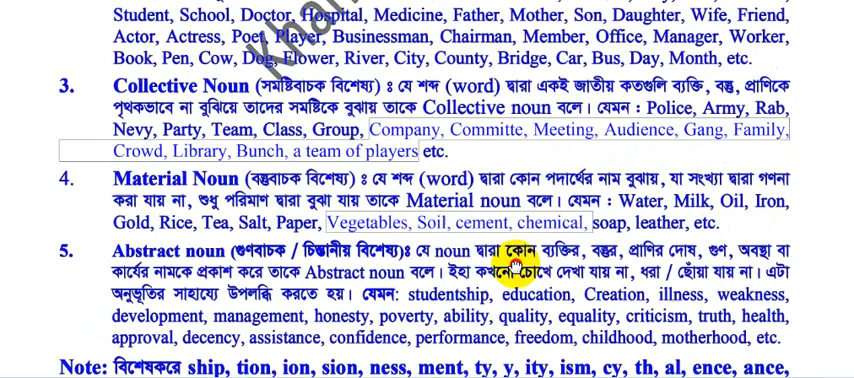 Student, School, Doctor, Hospital, Medicine, Father, Mother, Son, Daughter, Wife, Friend,
Actor, Actress, Poet, Player, Businessman, Chairman, Member, Office, Manager, Worker,
Book, Pen, Cow, Dog, Flower, River, City, County, Bridge, Car, Bus, Day, Month, etc.
3. Collective Noun (সমষ্টিবাচক বিশেষ্য) ঃ যে শব্দ (word) দ্বারা একই জাতীয় কতগুলি ব্যক্তি, বস্তু, প্রাণিকে
পৃথকভাবে না বুঝিয়ে তাদের সমষ্টিকে বুঝায় তাকে Collective noun বলে। যেমন : Police, Army, Rab,
Nevy, Party, Team, Class, Group, Company, Committe, Meeting, Audience, Gang, Family,
Crowd, Library, Bunch, a team of players etc.
4. Material Noun (বস্তুবাচক বিশেষ্য) ঃ যে শব্দ (word) দ্বারা কোন পদার্থের নাম বুঝায়, যা সংখ্যা দ্বারা গণনা
করা যায় না, শুধু পরিমাণ দ্বারা বুঝা যায় তাকে Material noun বলে। যেমন : Water, Milk, Oil, Iron,
Gold, Rice, Tea, Salt, Paper, Vegetables, Soil, cement, chemical, soap, leather, etc.
5. Abstract noun (গুণবাচক / চিন্তানীয় বিশেষ্য)ঃ যে noun দ্বারা কোন ব্যক্তির, বস্তুর, প্রাণির দোষ, গুণ, অবস্থা বা
কার্যের নামকে প্রকাশ করে তাকে Abstract noun বলে। ইহা কখনো চোখে দেখা যায় না, ধরা / ছোঁয়া যায় না। এটা
অনুভূতির সাহায্যে উপলব্ধি করতে হয়। যেমন: studentship, education, Creation, illness, weakness,
development, management, honesty, poverty, ability, quality, equality, criticism, truth, health,
approval, decency, assistance, confidence, performance, freedom, childhood, motherhood, etc.
Note: বিশেষকরে ship, tion, ion, sion, ness, ment, ty, y, ity, ism, cy, th, al, ence, ance,